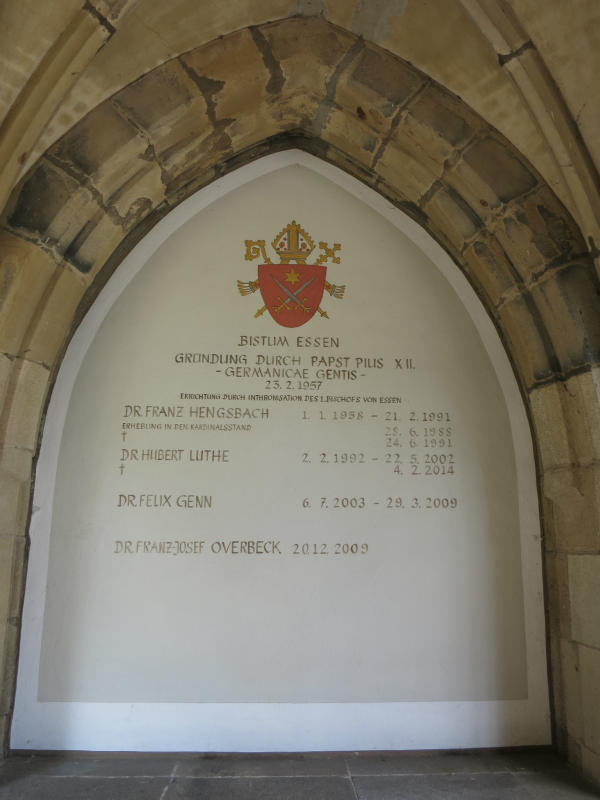 BISTUM ESSEN
GRÜNDUNG DURCH PAPST PIUS XII.
- GERMANICAE GENTIS -
23.2.1957
ERRICHTUNG DURCH INTHRONISATION DES 1. BISCHOFS VON ESSEN
DR. FRANZ HENGSBACH 1. 1. 1958 - 21. 2. 1991
ERHEBUNG IN DEN KARDINALSSTAND 28. 6. 1988
† 24. 6. 1991
DR. HUBERT LUTHE 2. 2. 1992 - 22. 5. 2002
† 4. 2. 2014
DR. FELIX GENN 6. 7. 2003 - 29. 3. 2009
DR. FRANZ-JOSEF OVERBECK 20.12. 2009